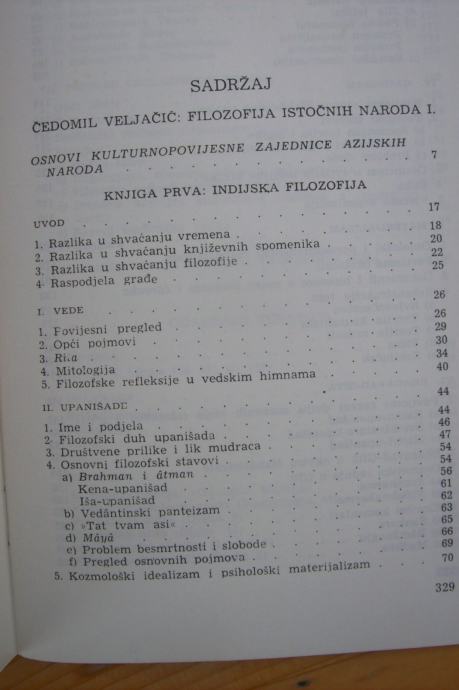 SADRŽAJ
ČEDOMIL VELJAČIĆ: FILOZOFIJA ISTOČNIH NARODA I.
OSNOVI KULTURNOPOVIJESNE ZAJEDNICE AZIJSKIH
NARODA . . . . . . . . . . 7
KNJIGA PRVA: INDIJSKA FILOZOFIJA
UVOD . . . . . . . . . . 17
1. Razlika u shvaćanju vremena . . . . . . 18
2. Razlika u shvaćanju književnih spomenika . . . 20
3. Razlika u shvaćanju filozofije . . . . . . 22
4. Raspodjela građe . . . . . . . . 25
I. VEDE . . . . . . . . . . 26
1. Povijesni pregled . . . . . . . . 26
2. Opći pojmovi . . . . . . . . 29
3. Rita . . . . . . . . . . 30
4. Mitologija . . . . . . . . . 34
5. Filozofske refleksije u vedskim himnama . . . 40
II. UPANIŠADE . . . . . . . . . 44
1. Ime i podjela . . . . . . . . 44
2. Filozofski duh upanišada . . . . . . 46
3. Društvene prilike i lik mudraca . . . . . 47
4. Osnovni filozofski stavovi . . . . . . 54
a) Brahman i âtman . . . . . . . 54
Kena-upanišad . . . . . . . 56
Iša-upanišad . . . . . . . 61
b) Vedântinski panteizam . . . . . . 62
c) »Tat tvam asi« . . . . . . . 63
d) Mâyâ . . . . . . . . 65
e) Problem besmrtnosti i slobode . . . . . 66
f) Pregled osnovnih pojmova . . . . . 69
5. Kozmološki idealizam i psihološki materijalizam . . 70
329